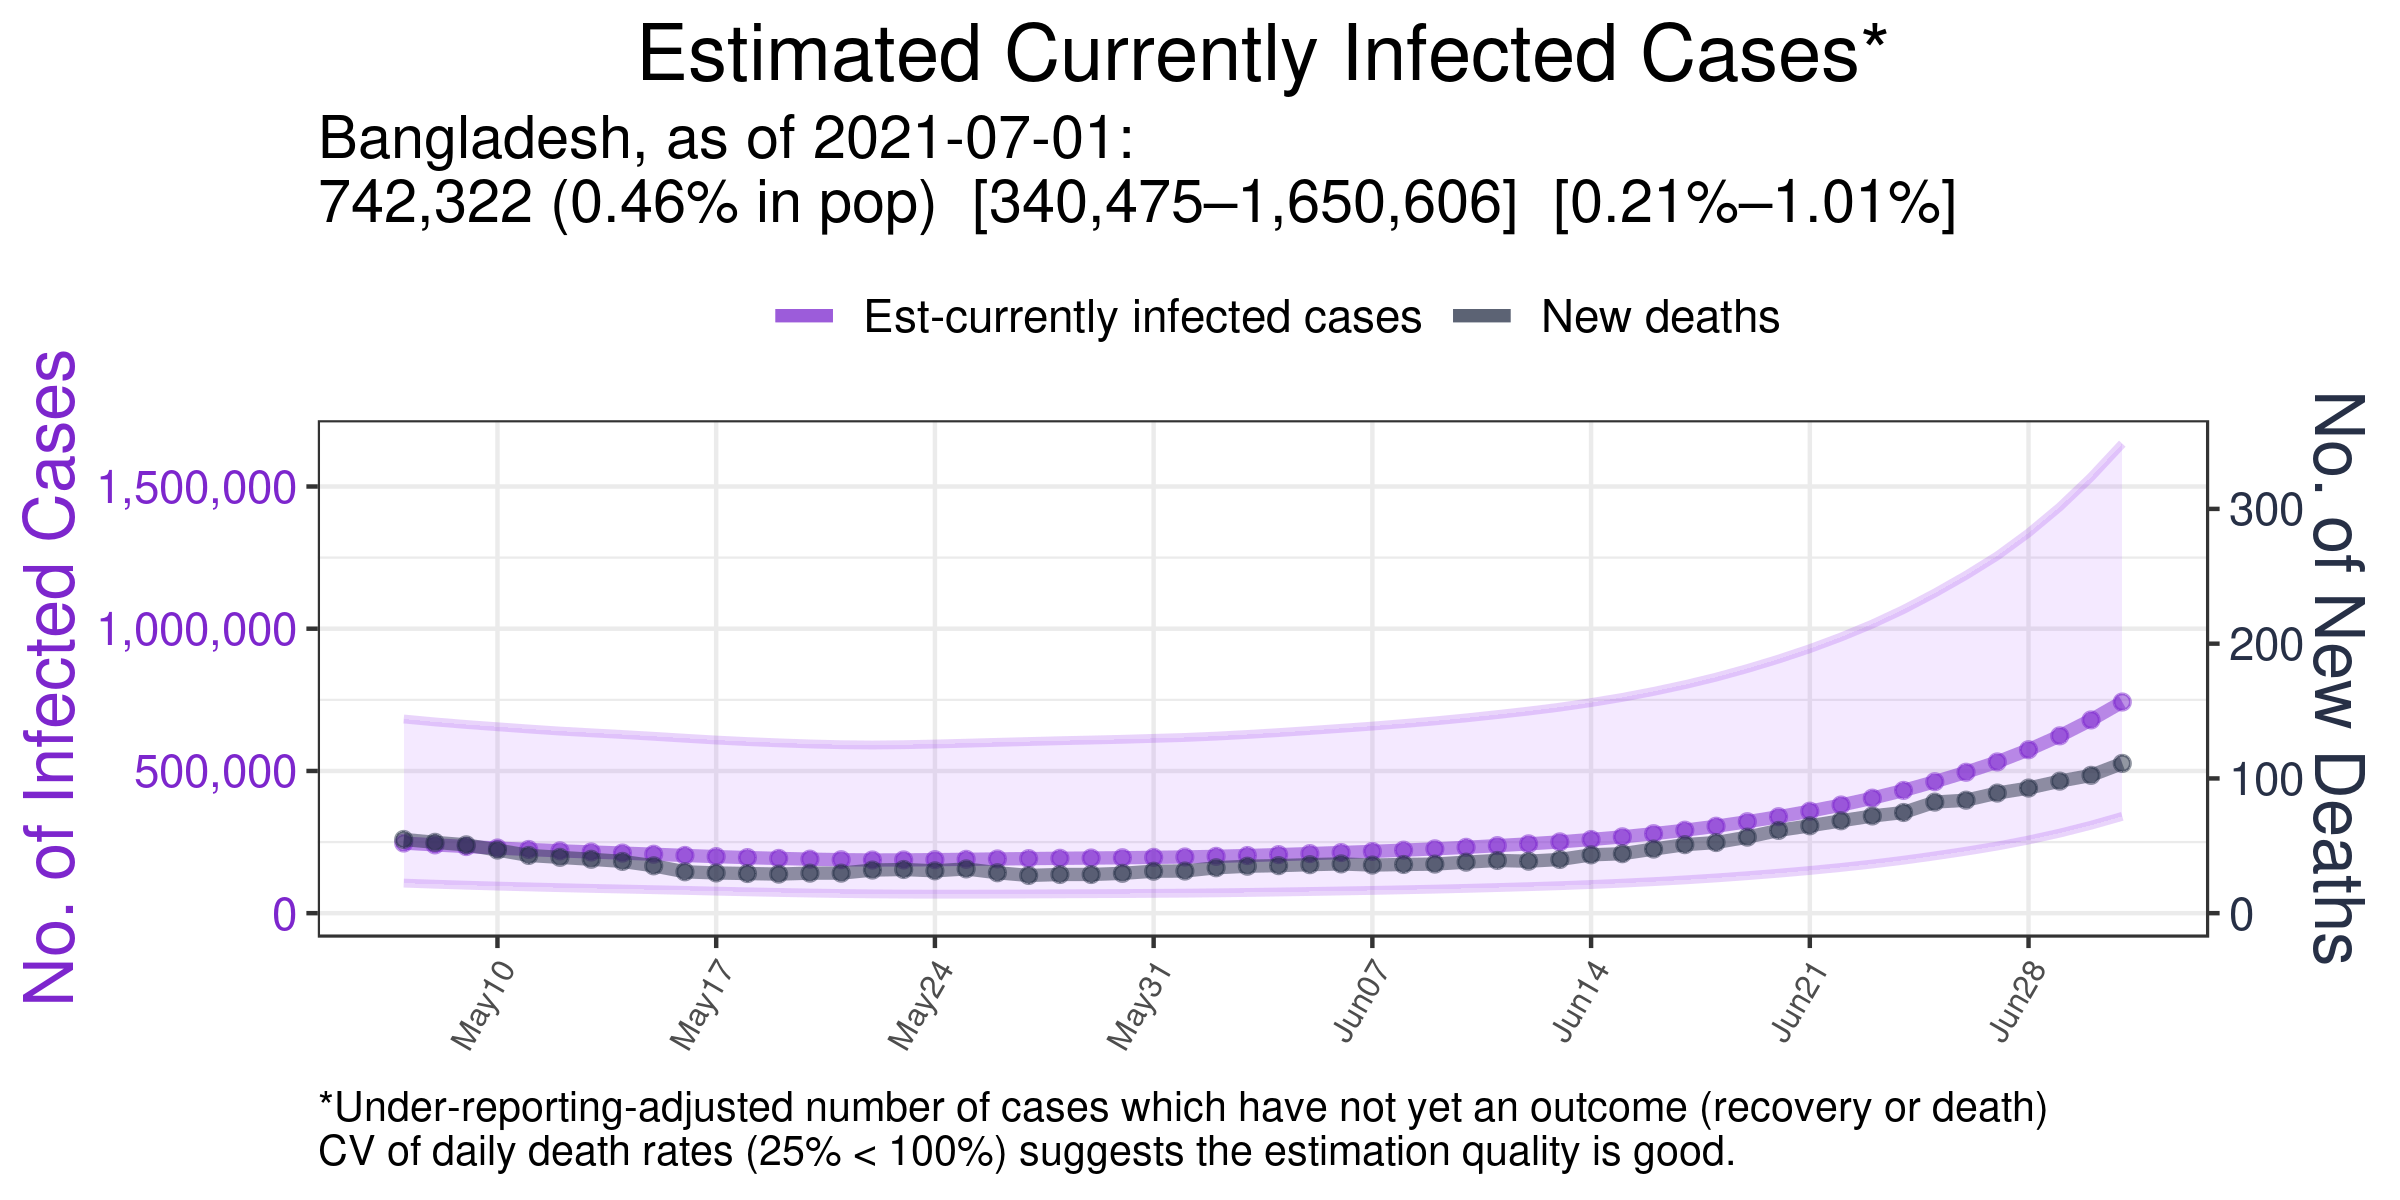 Estimated Currently Infected Cases*
Bangladesh, as of 2021-07-01:
742,322 (0.46% in pop) [340,475–1,650,606] [0.21%–1.01%]
Est-currently infected cases
New deaths
No. of Infected Cases
1,500,000
1,000,000
500,000
0
300
200
100
0
No. of New Deaths
May10
May17
May24
May31
Jun07
Jun14
Jun21
Jun28
*Under-reporting-adjusted number of cases which have not yet an outcome (recovery or death)
CV of daily death rates (25% < 100%) suggests the estimation quality is good.